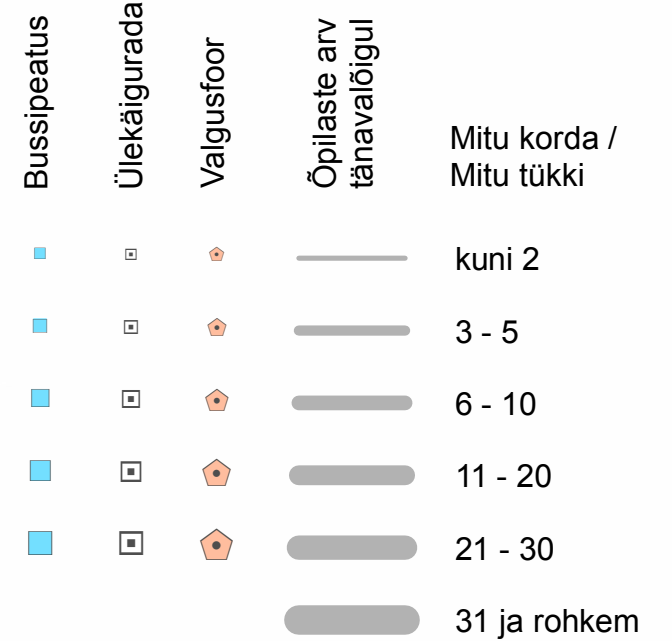 Bussipeatus
Ülekäigurada
Valgusfoor
Õpilaste arv
tänavalõigul
Mitu korda /
Mitu tükki
kuni 2
3 - 5
6 - 10
11 - 20
21 - 30
31 ja rohkem